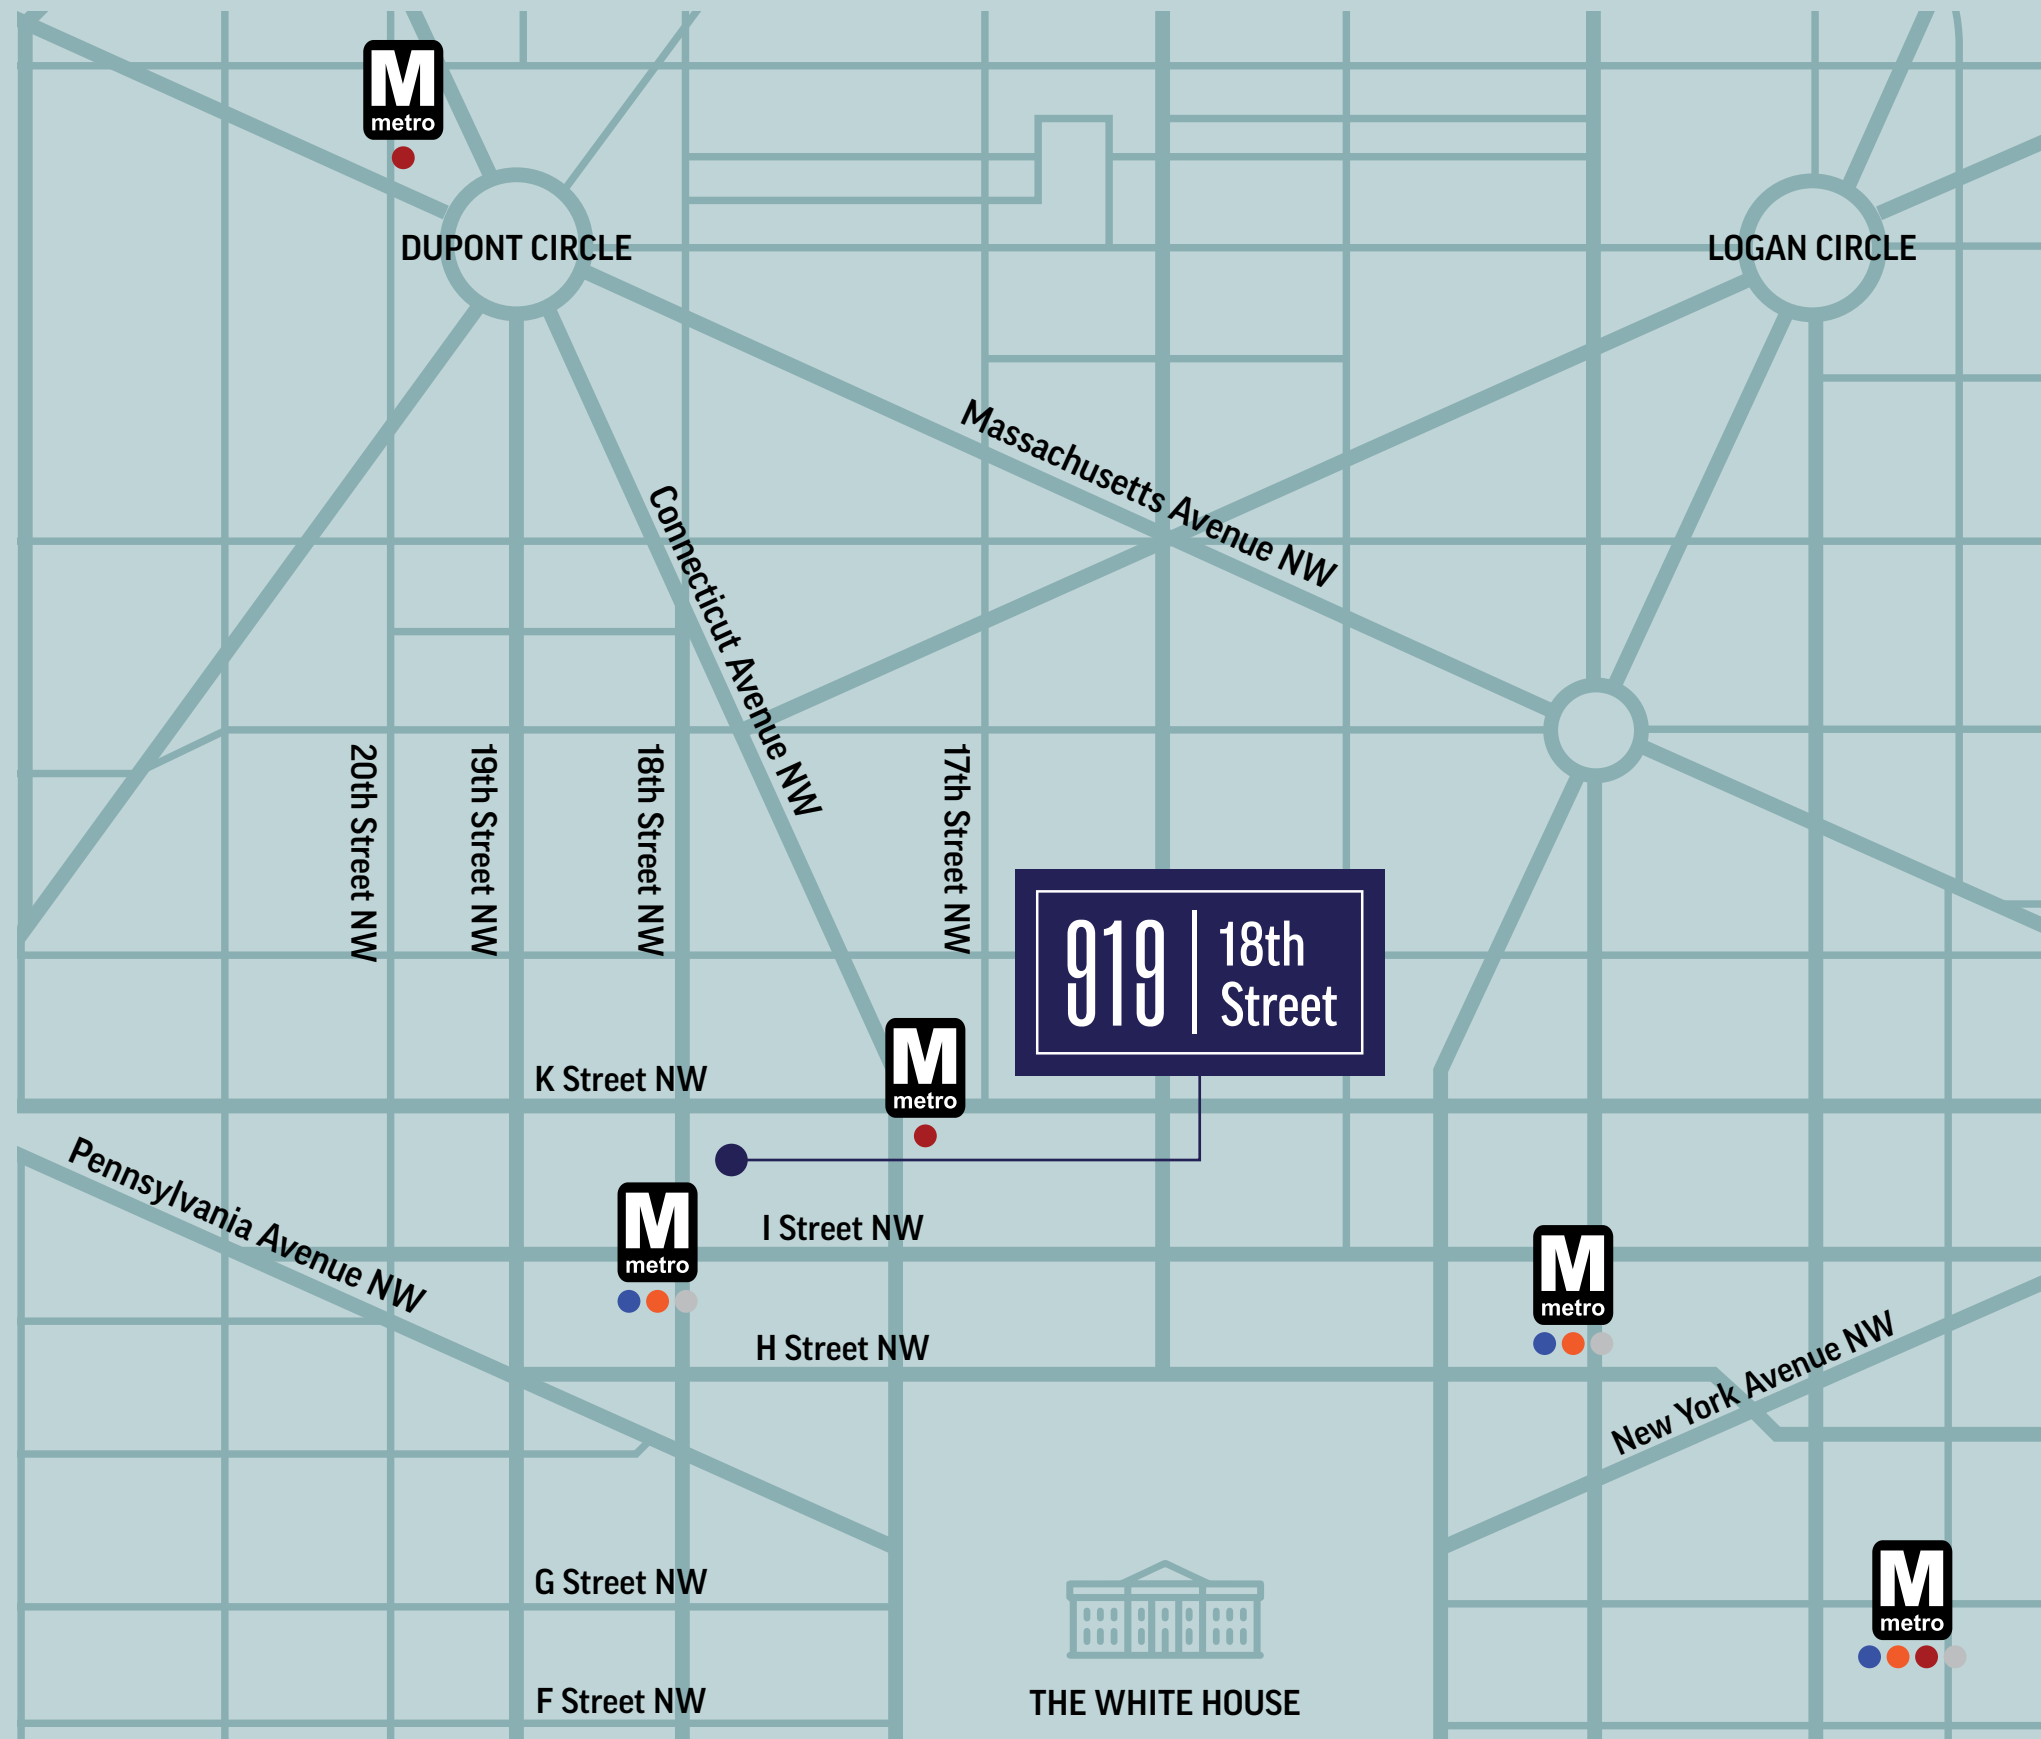 M
metro
DUPONT CIRCLE
LOGAN CIRCLE
Massachusetts Avenue NW
Connecticut Avenue NW
20th Street NW
19th Street NW
18th Street NW
17th Street NW
919
18th
Street
M
metro
K Street NW
Pennsylvania Avenue NW
M
metro
I Street NW
M
metro
H Street NW
New York Avenue NW
M
metro
G Street NW
F Street NW
THE WHITE HOUSE